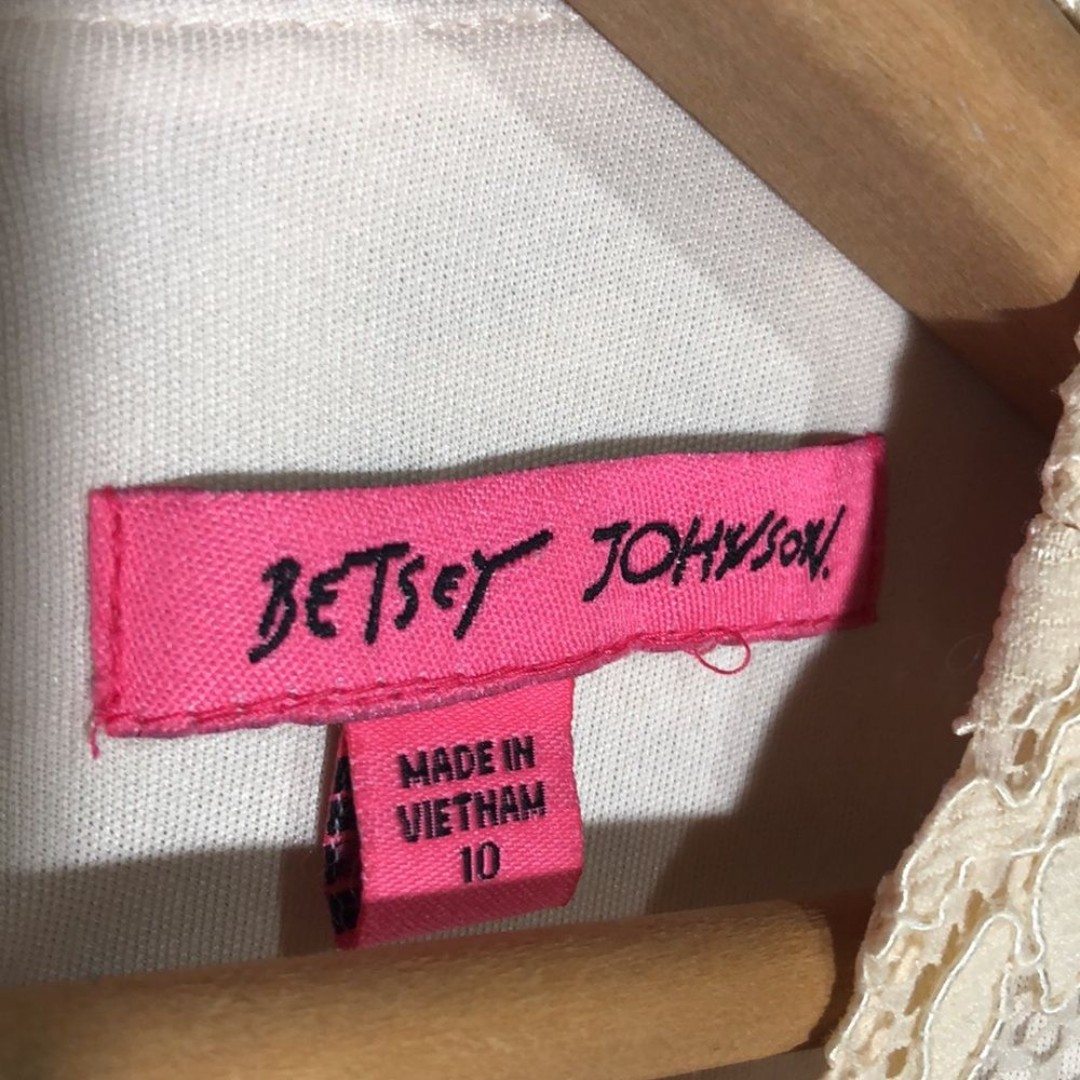 BETSEY JOHNSON.
MADE IN
VIETNAM
10